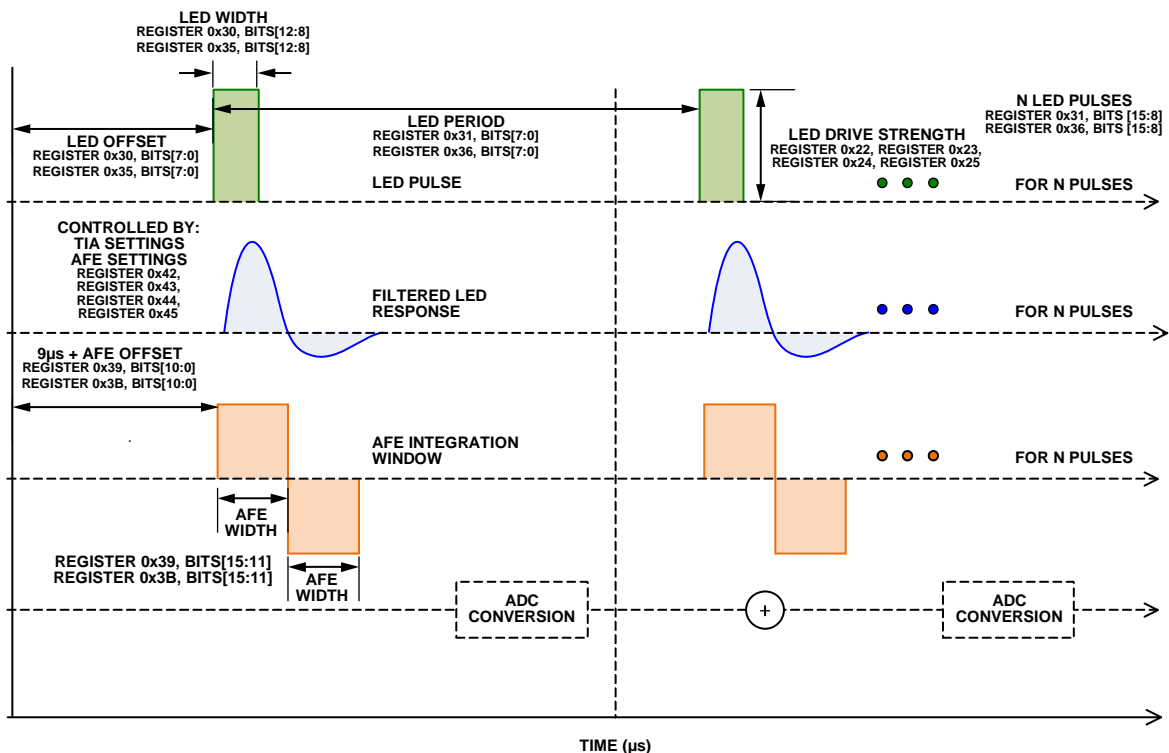 LED WIDTH
REGISTER 0x30, BITS[12:8]
REGISTER 0x35, BITS[12:8]
LED OFFSET
REGISTER 0x30, BITS[7:0]
REGISTER 0x35, BITS[7:0]
LED PERIOD
REGISTER 0x31, BITS[7:0]
REGISTER 0x36, BITS[7:0]
LED PULSE
LED DRIVE STRENGTH
REGISTER 0x22, REGISTER 0x23,
REGISTER 0x24, REGISTER 0x25
N LED PULSES
REGISTER 0x31, BITS [15:8]
REGISTER 0x36, BITS [15:8]
FOR N PULSES
CONTROLLED BY:
TIA SETTINGS
AFE SETTINGS
REGISTER 0x42,
REGISTER 0x43,
REGISTER 0x44,
REGISTER 0x45
FILTERED LED
RESPONSE
FOR N PULSES
9µs + AFE OFFSET
REGISTER 0x39, BITS[10:0]
REGISTER 0x3B, BITS[10:0]
AFE INTEGRATION
WINDOW
FOR N PULSES
AFE
WIDTH
REGISTER 0x39, BITS[15:11]
REGISTER 0x3B, BITS[15:11]
AFE
WIDTH
ADC
CONVERSION
+
ADC
CONVERSION
TIME (µs)